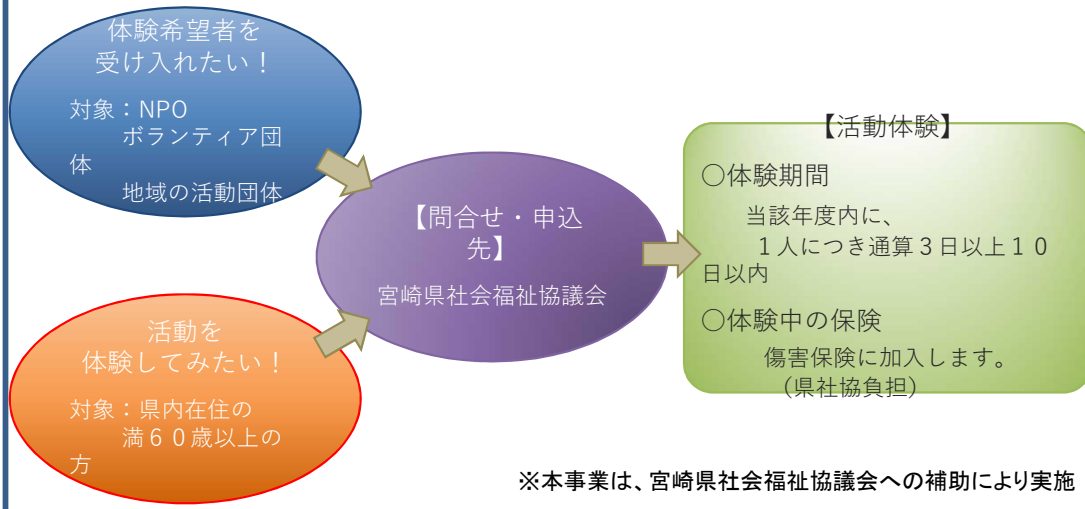 体験希望者を
受け入れたい！
対象：NPO
ボランティア団
体
地域の活動団体
活動を
体験してみたい！
対象：県内在住の
満６０歳以上の
方
【問合せ・申込
先】
宮崎県社会福祉協議会
【活動体験】
○体験期間
当該年度内に、
１人につき通算３日以上１０
日以内
○体験中の保険
傷害保険に加入します。
（県社協負担）
※本事業は、宮崎県社会福祉協議会への補助により実施